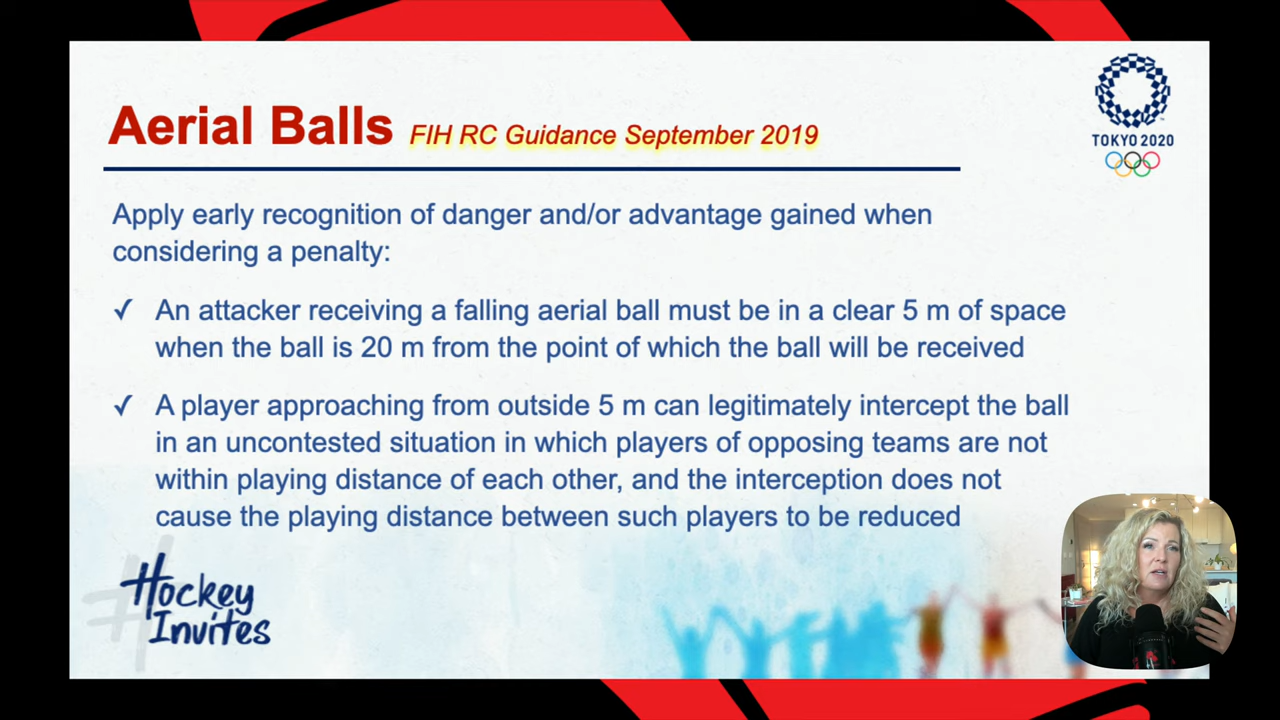 Aerial Balls FIH RC Guidance September 2019
TOKYO 2020
Apply early recognition of danger and/or advantage gained when
considering a penalty:
✓ An attacker receiving a falling aerial ball must be in a clear 5 m of space
when the ball is 20 m from the point of which the ball will be received
✓ A player approaching from outside 5 m can legitimately intercept the ball
in an uncontested situation in which players of opposing teams are not
within playing distance of each other, and the interception does not
cause the playing distance between such players to be reduced
#Hockey
Invites